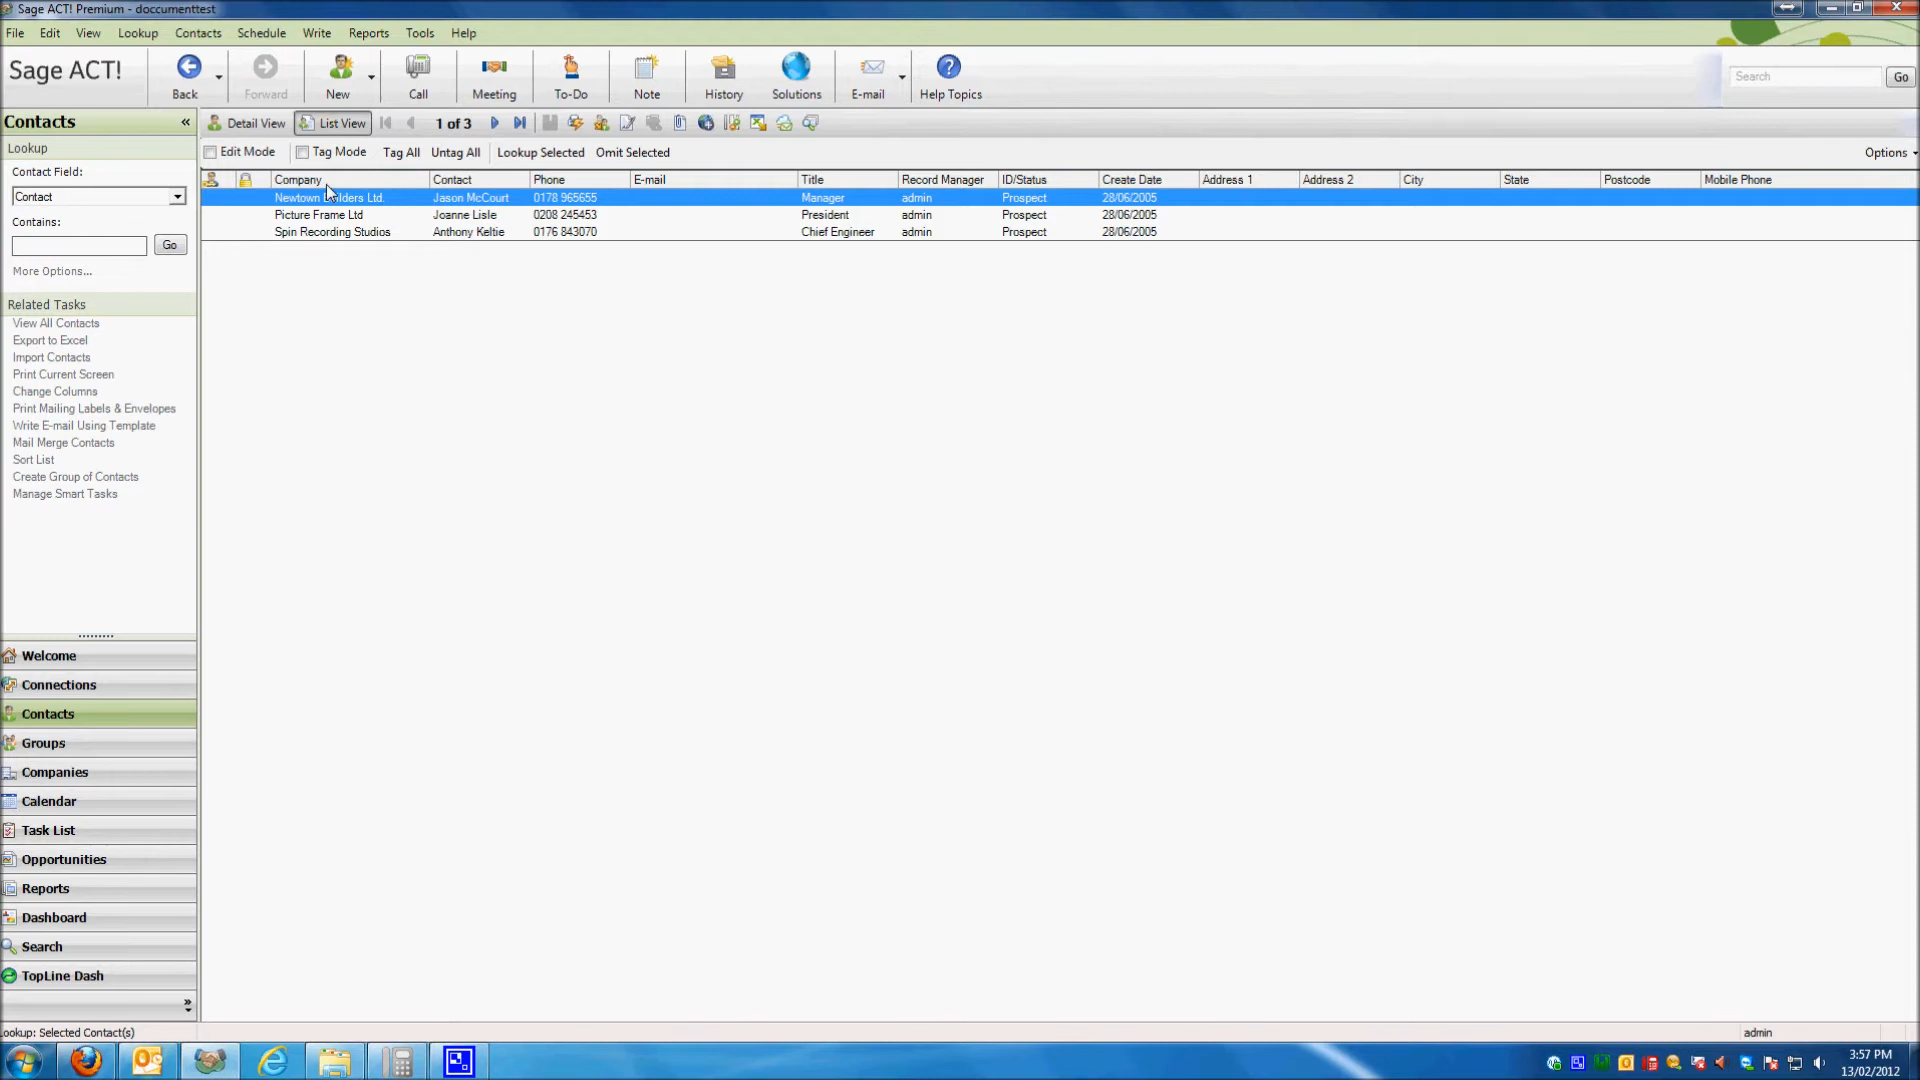 Sage ACT! Premium - doccumenttest
File Edit View Lookup Contacts Schedule Write Reports Tools Help
Sage ACT! Back Forward New Call Meeting To-Do Note History Solutions E-mail Help Topics Search Go
Contacts « Detail View List View 1 of 3
Lookup Edit Mode Tag Mode Tag All Untag All Lookup Selected Omit Selected Options
Contact Field:
Contact
Contains:
Go
More Options...
Related Tasks
View All Contacts
Export to Excel
Import Contacts
Print Current Screen
Change Columns
Print Mailing Labels & Envelopes
Write E-mail Using Template
Mail Merge Contacts
Sort List
Create Group of Contacts
Manage Smart Tasks
Company Contact Phone E-mail Title Record Manager ID/Status Create Date Address 1 Address 2 City State Postcode Mobile Phone
Newtown Builders Ltd. Jason McCourt 0178 965655 Manager admin Prospect 28/06/2005
Picture Frame Ltd Joanne Lisle 0208 245453 President admin Prospect 28/06/2005
Spin Recording Studios Anthony Keltie 0176 843070 Chief Engineer admin Prospect 28/06/2005
Welcome
Connections
Contacts
Groups
Companies
Calendar
Task List
Opportunities
Reports
Dashboard
Search
TopLine Dash
Lookup: Selected Contact(s) admin
3:57 PM
13/02/2012